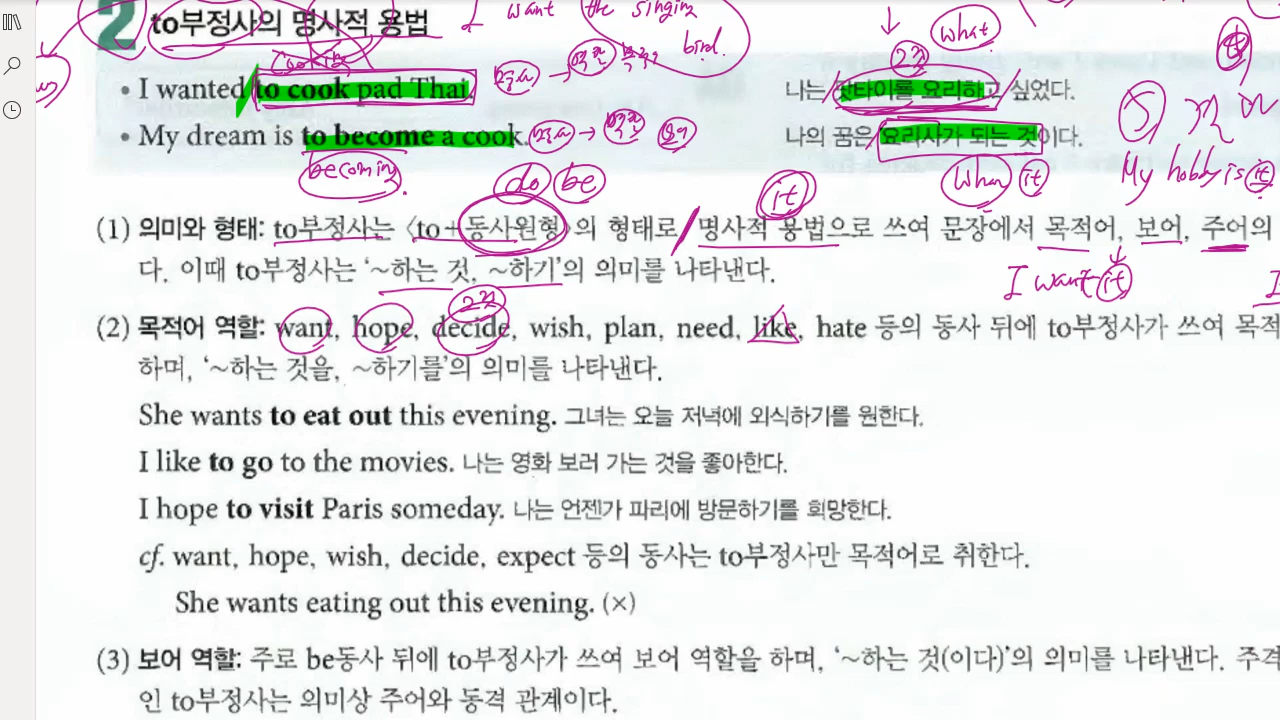 I want the singing
2 to부정사의 명사적 용법
bird.
what
cooking
• I wanted to cook pad Thai. 나는 팟타이를 요리하고 싶었다.
• My dream is to become a cook. 나의 꿈은 요리사가 되는 것이다.
becoming.
do be
it
what it
My hobby is it
(1) 의미와 형태: to부정사는 〈to+동사원형〉의 형태로 명사적 용법으로 쓰여 문장에서 목적어, 보어, 주어의
다. 이때 to부정사는 '~하는 것, ~하기'의 의미를 나타낸다.
I want it
(2) 목적어 역할: want, hope, decide, wish, plan, need, like, hate 등의 동사 뒤에 to부정사가 쓰여 목적
하며, '~하는 것을, ~하기를'의 의미를 나타낸다.
She wants to eat out this evening. 그녀는 오늘 저녁에 외식하기를 원한다.
I like to go to the movies. 나는 영화 보러 가는 것을 좋아한다.
I hope to visit Paris someday. 나는 언젠가 파리에 방문하기를 희망한다.
cf. want, hope, wish, decide, expect 등의 동사는 to부정사만 목적어로 취한다.
She wants eating out this evening. (×)
(3) 보어 역할: 주로 be동사 뒤에 to부정사가 쓰여 보어 역할을 하며, '~하는 것(이다)'의 의미를 나타낸다. 주격
인 to부정사는 의미상 주어와 동격 관계이다.